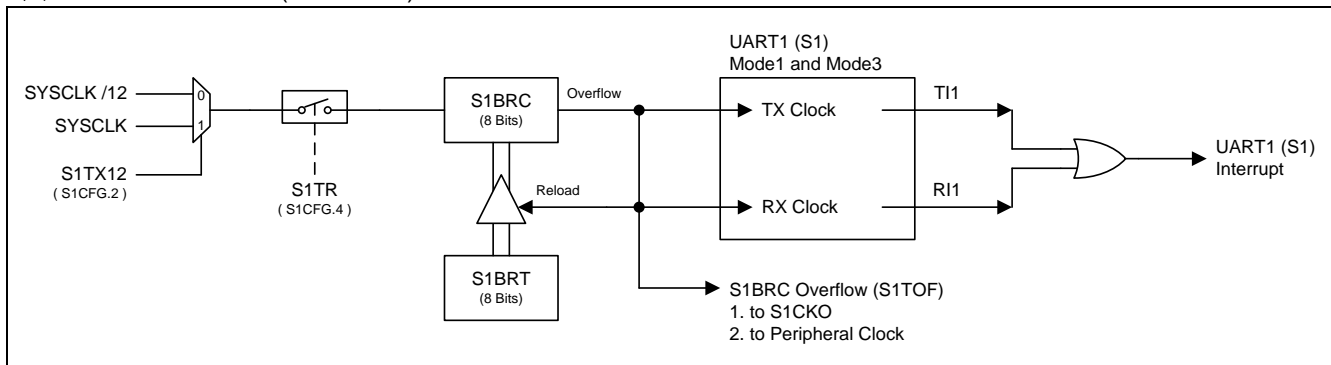 UART1 (S1)
Mode1 and Mode3
SYSCLK /12
0
S1BRC
(8 Bits)
Overflow
TX Clock
TI1
SYSCLK
1
UART1 (S1)
Interrupt
S1TX12
( S1CFG.2 )
S1TR
( S1CFG.4 )
Reload
RX Clock
RI1
S1BRT
(8 Bits)
S1BRC Overflow (S1TOF)
1. to S1CKO
2. to Peripheral Clock